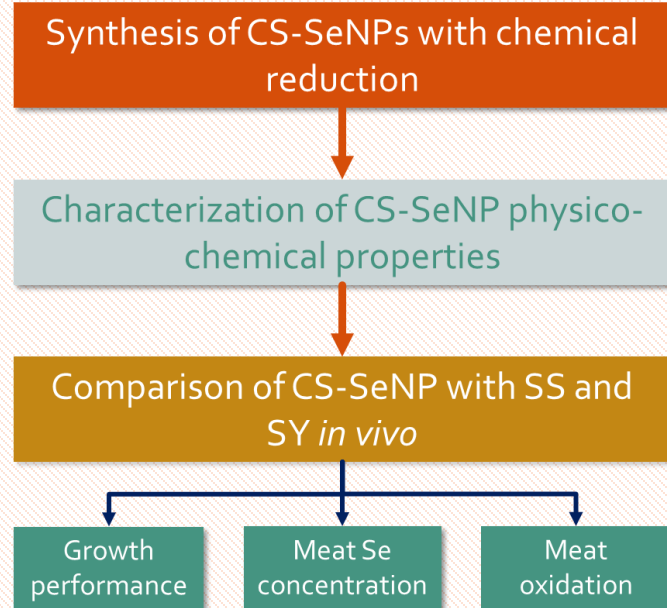 Synthesis of CS-SeNPs with chemical
reduction
Characterization of CS-SeNP physico-
chemical properties
Comparison of CS-SeNP with SS and
SY in vivo
Growth
performance
Meat Se
concentration
Meat
oxidation